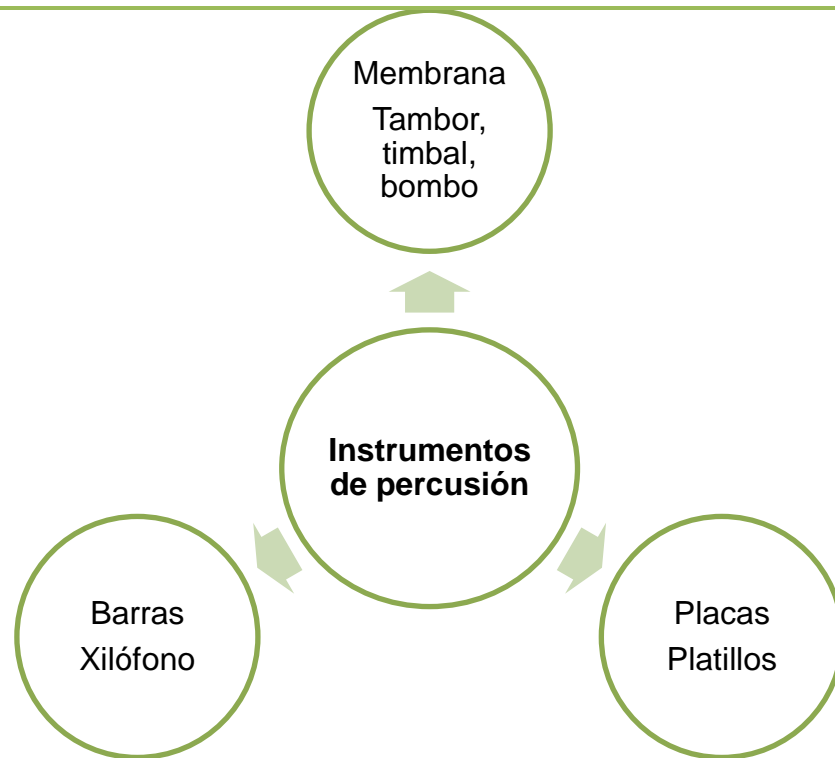 Membrana
Tambor,
timbal,
bombo
Instrumentos
de percusión
Barras
Xilófono
Placas
Platillos